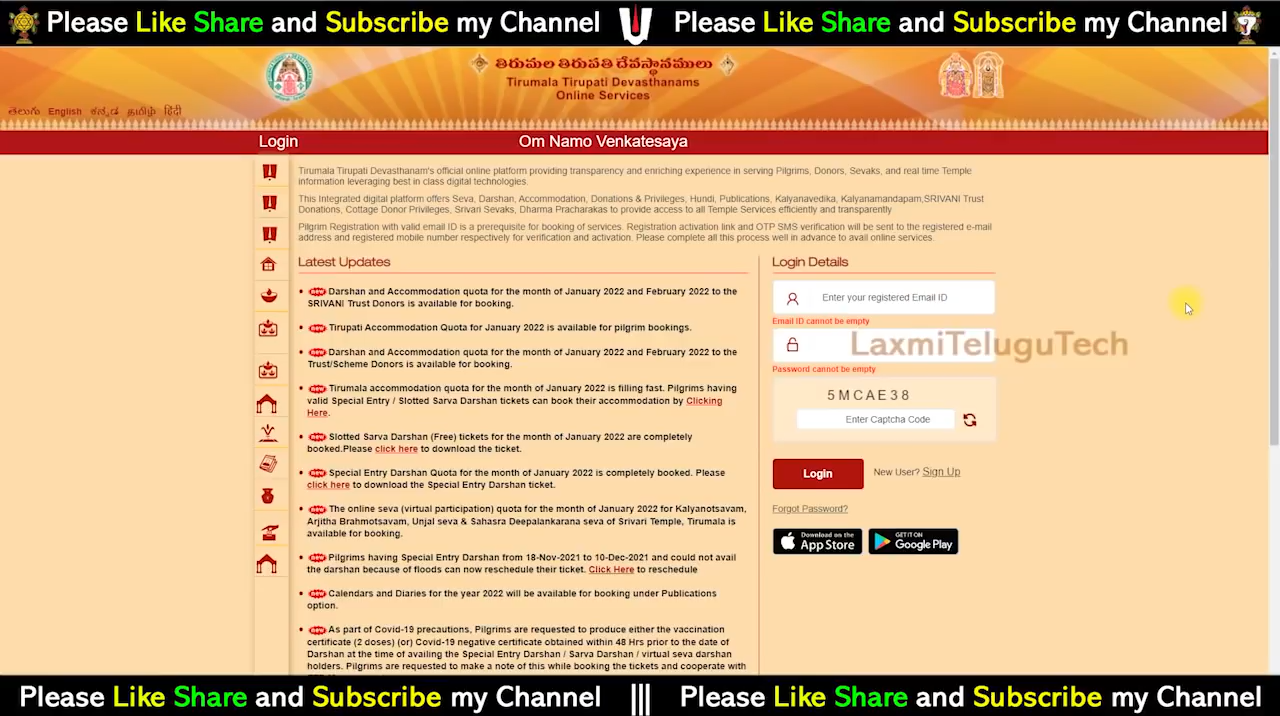 Please Like Share and Subscribe my Channel
Please Like Share and Subscribe my Channel
తిరుమల తిరుపతి దేవస్థానములు
Tirumala Tirupati Devasthanams
Online Services
తెలుగు English ಕನ್ನಡ தமிழ் हिंदी
Login
Om Namo Venkatesaya
Tirumala Tirupati Devasthanam's official online platform providing transparency and enriching experience in serving Pilgrims, Donors, Sevaks, and real time Temple
information leveraging best in class digital technologies.
This Integrated digital platform offers Seva, Darshan, Accommodation, Donations & Privileges, Hundi, Publications, Kalyanavedika, Kalyanamandapam,SRIVANI Trust
Donations, Cottage Donor Privileges, Srivari Sevaks, Dharma Pracharakas to provide access to all Temple Services efficiently and transparently
Pilgrim Registration with valid email ID is a prerequisite for booking of services. Registration activation link and OTP SMS verification will be sent to the registered e-mail
address and registered mobile number respectively for verification and activation. Please complete all this process well in advance to avail online services.
Latest Updates
new Darshan and Accommodation quota for the month of January 2022 and February 2022 to the
SRIVANI Trust Donors is available for booking.
new Tirupati Accommodation Quota for January 2022 is available for pilgrim bookings.
new Darshan and Accommodation quota for the month of January 2022 and February 2022 to the
Trust/Scheme Donors is available for booking.
new Tirumala accommodation quota for the month of January 2022 is filling fast. Pilgrims having
valid Special Entry / Slotted Sarva Darshan tickets can book their accommodation by Clicking
Here.
new Slotted Sarva Darshan (Free) tickets for the month of January 2022 are completely
booked.Please click here to download the ticket.
new Special Entry Darshan Quota for the month of January 2022 is completely booked. Please
click here to download the Special Entry Darshan ticket.
new The online seva (virtual participation) quota for the month of January 2022 for Kalyanotsavam,
Arjitha Brahmotsavam, Unjal seva & Sahasra Deepalankarana seva of Srivari Temple, Tirumala is
available for booking.
new Pilgrims having Special Entry Darshan from 18-Nov-2021 to 10-Dec-2021 and could not avail
the darshan because of floods can now reschedule their ticket. Click Here to reschedule
new Calendars and Diaries for the year 2022 will be available for booking under Publications
option.
new As part of Covid-19 precautions, Pilgrims are requested to produce either the vaccination
certificate (2 doses) (or) Covid-19 negative certificate obtained within 48 Hrs prior to the date of
Darshan at the time of availing the Special Entry Darshan / Sarva Darshan / virtual seva darshan
holders. Pilgrims are requested to make a note of this while booking the tickets and cooperate with
Login Details
Enter your registered Email ID
Email ID cannot be empty
LaxmiTeluguTech
Password cannot be empty
5MCAE38
Enter Captcha Code
Login
New User? Sign Up
Forgot Password?
Download on the App Store
GET IT ON Google Play
Please Like Share and Subscribe my Channel ||| Please Like Share and Subscribe my Channel